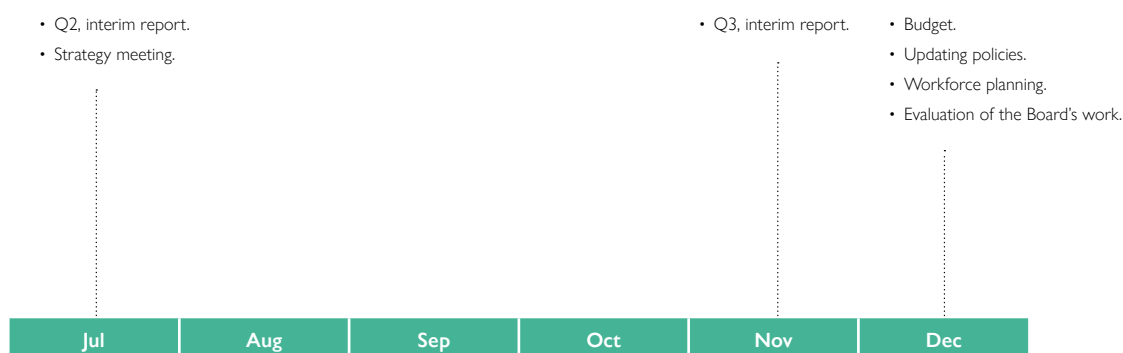 • Q2, interim report.
• Strategy meeting.
• Q3, interim report.
• Budget.
• Updating policies.
• Workforce planning.
• Evaluation of the Board’s work.
Jul Aug Sep Oct Nov Dec